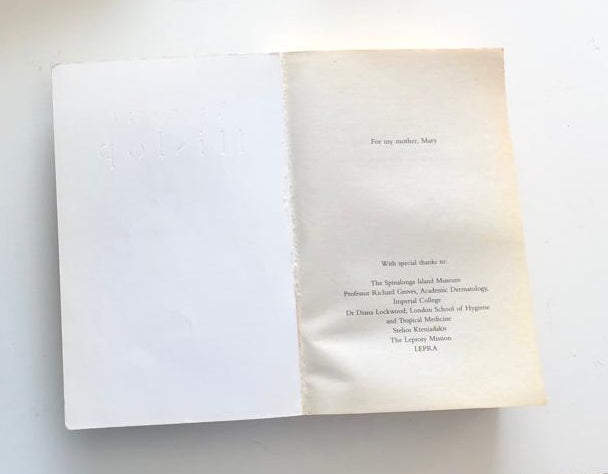 For my mother, Mary
With special thanks to:
The Spinalonga Island Museum
Professor Richard Groves, Academic Dermatology,
Imperial College
Dr Diana Lockwood, London School of Hygiene
and Tropical Medicine
Stelios Kteniadakis
The Leprosy Mission
LEPRA